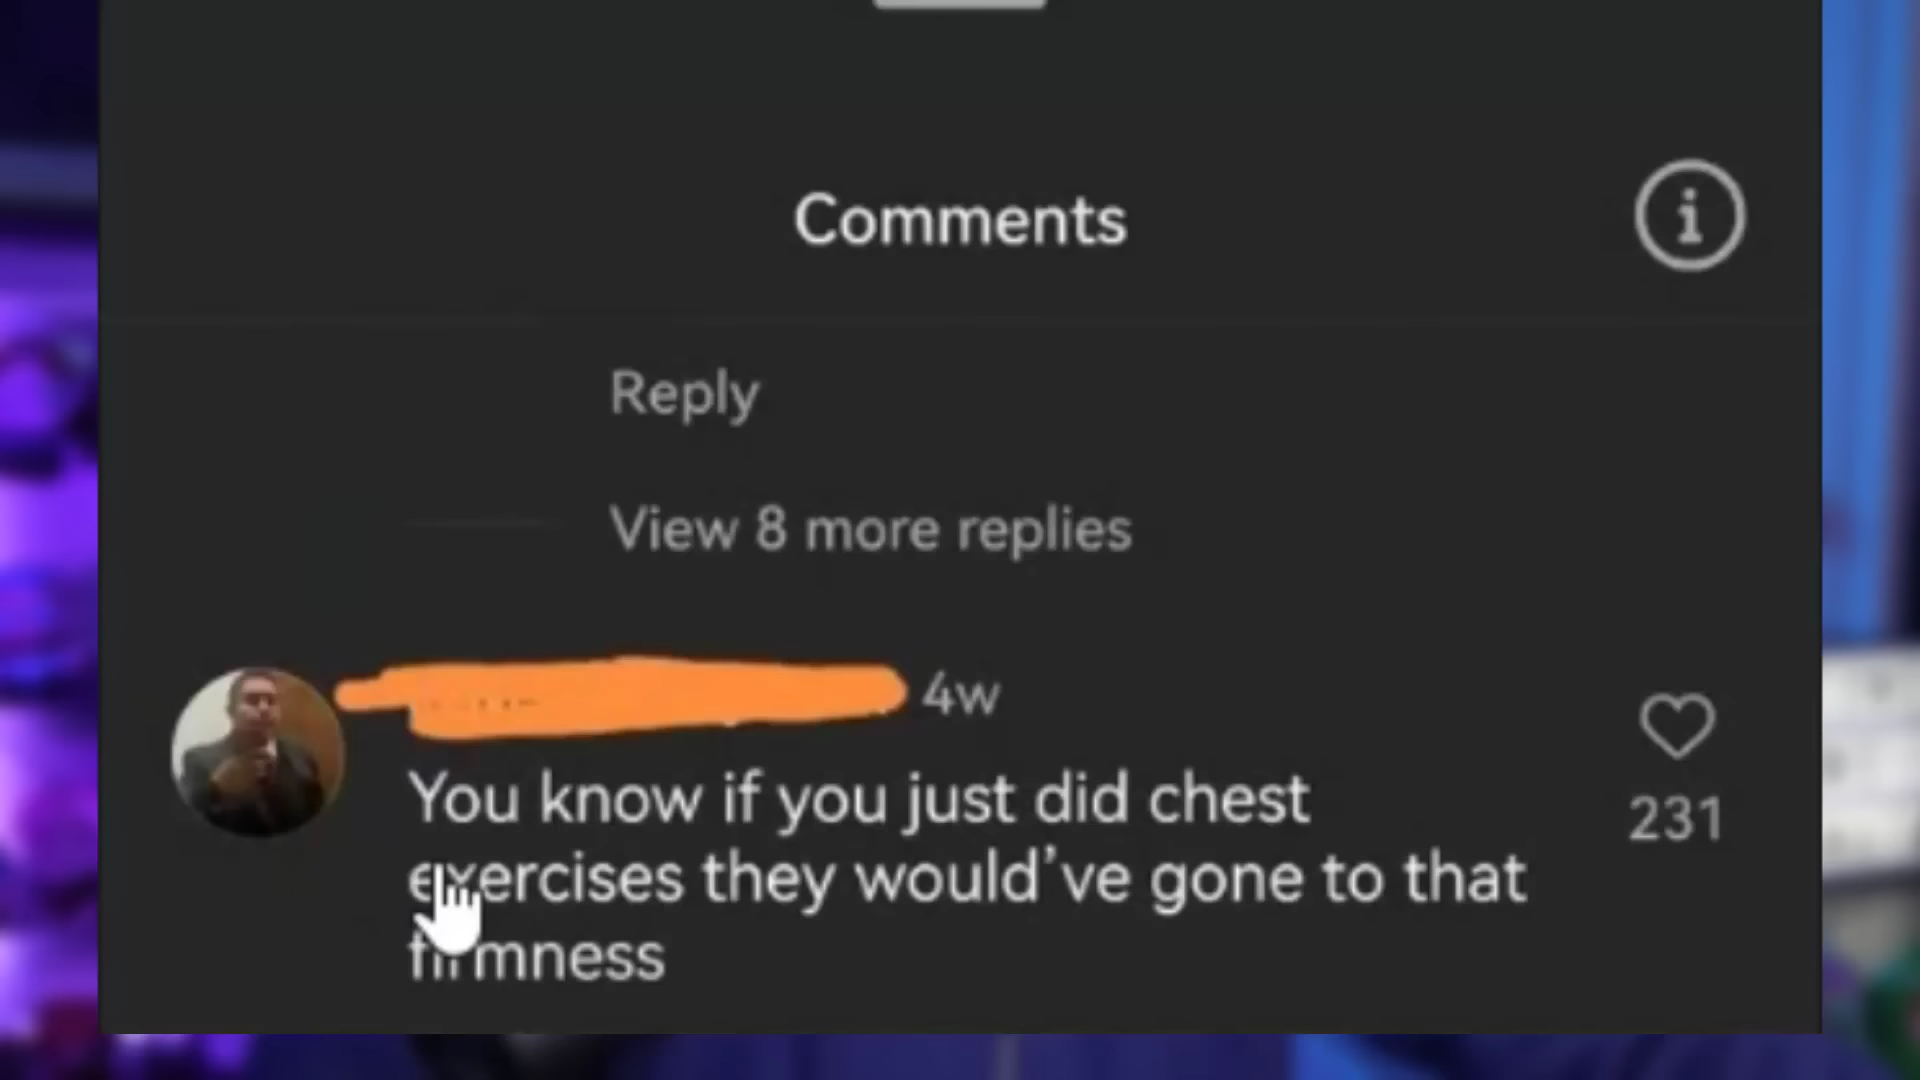 Comments
Reply
View 8 more replies
4w
You know if you just did chest
exercises they would've gone to that
firmness
231